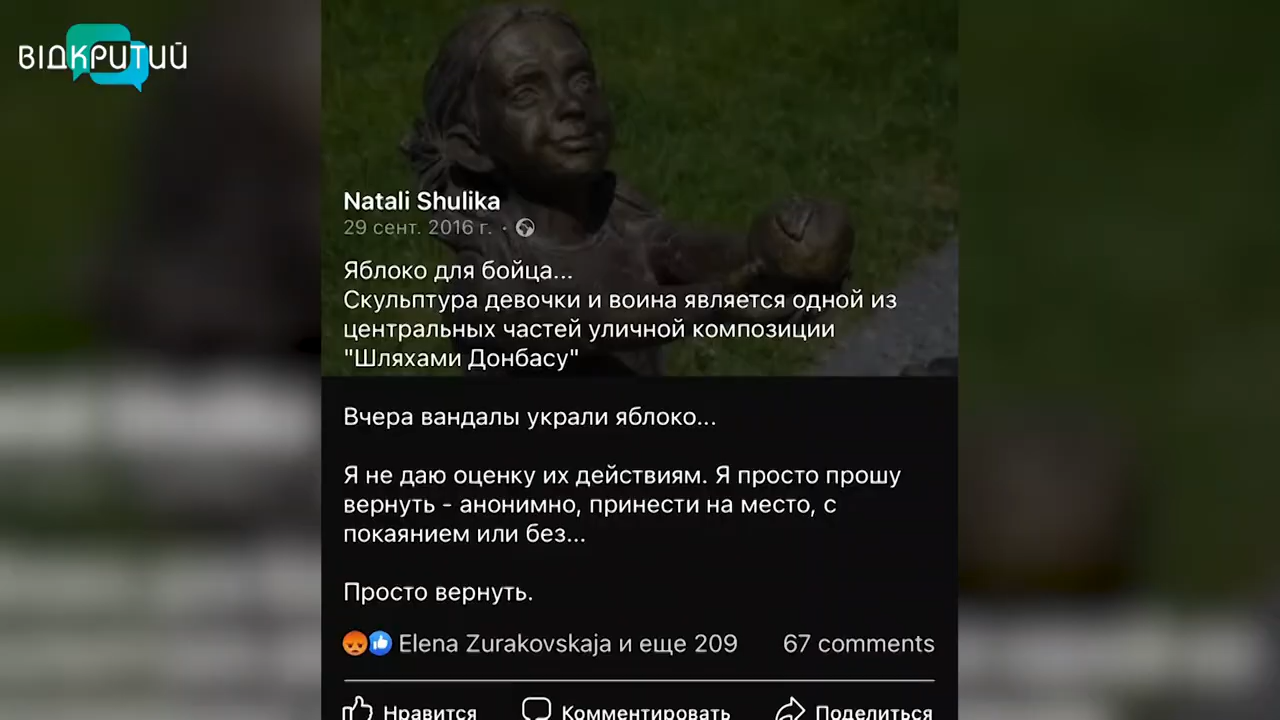 ВІДКРИТИЙ
Natali Shulika
29 сент. 2016 г. ·
Яблоко для бойца...
Скульптура девочки и воина является одной из
центральных частей уличной композиции
"Шляхами Донбасу"
Вчера вандалы украли яблоко...
Я не даю оценку их действиям. Я просто прошу
вернуть - анонимно, принести на место, с
покаянием или без...
Просто вернуть.
Elena Zurakovskaja и еще 209 67 comments
Нравится Комментировать Поделиться